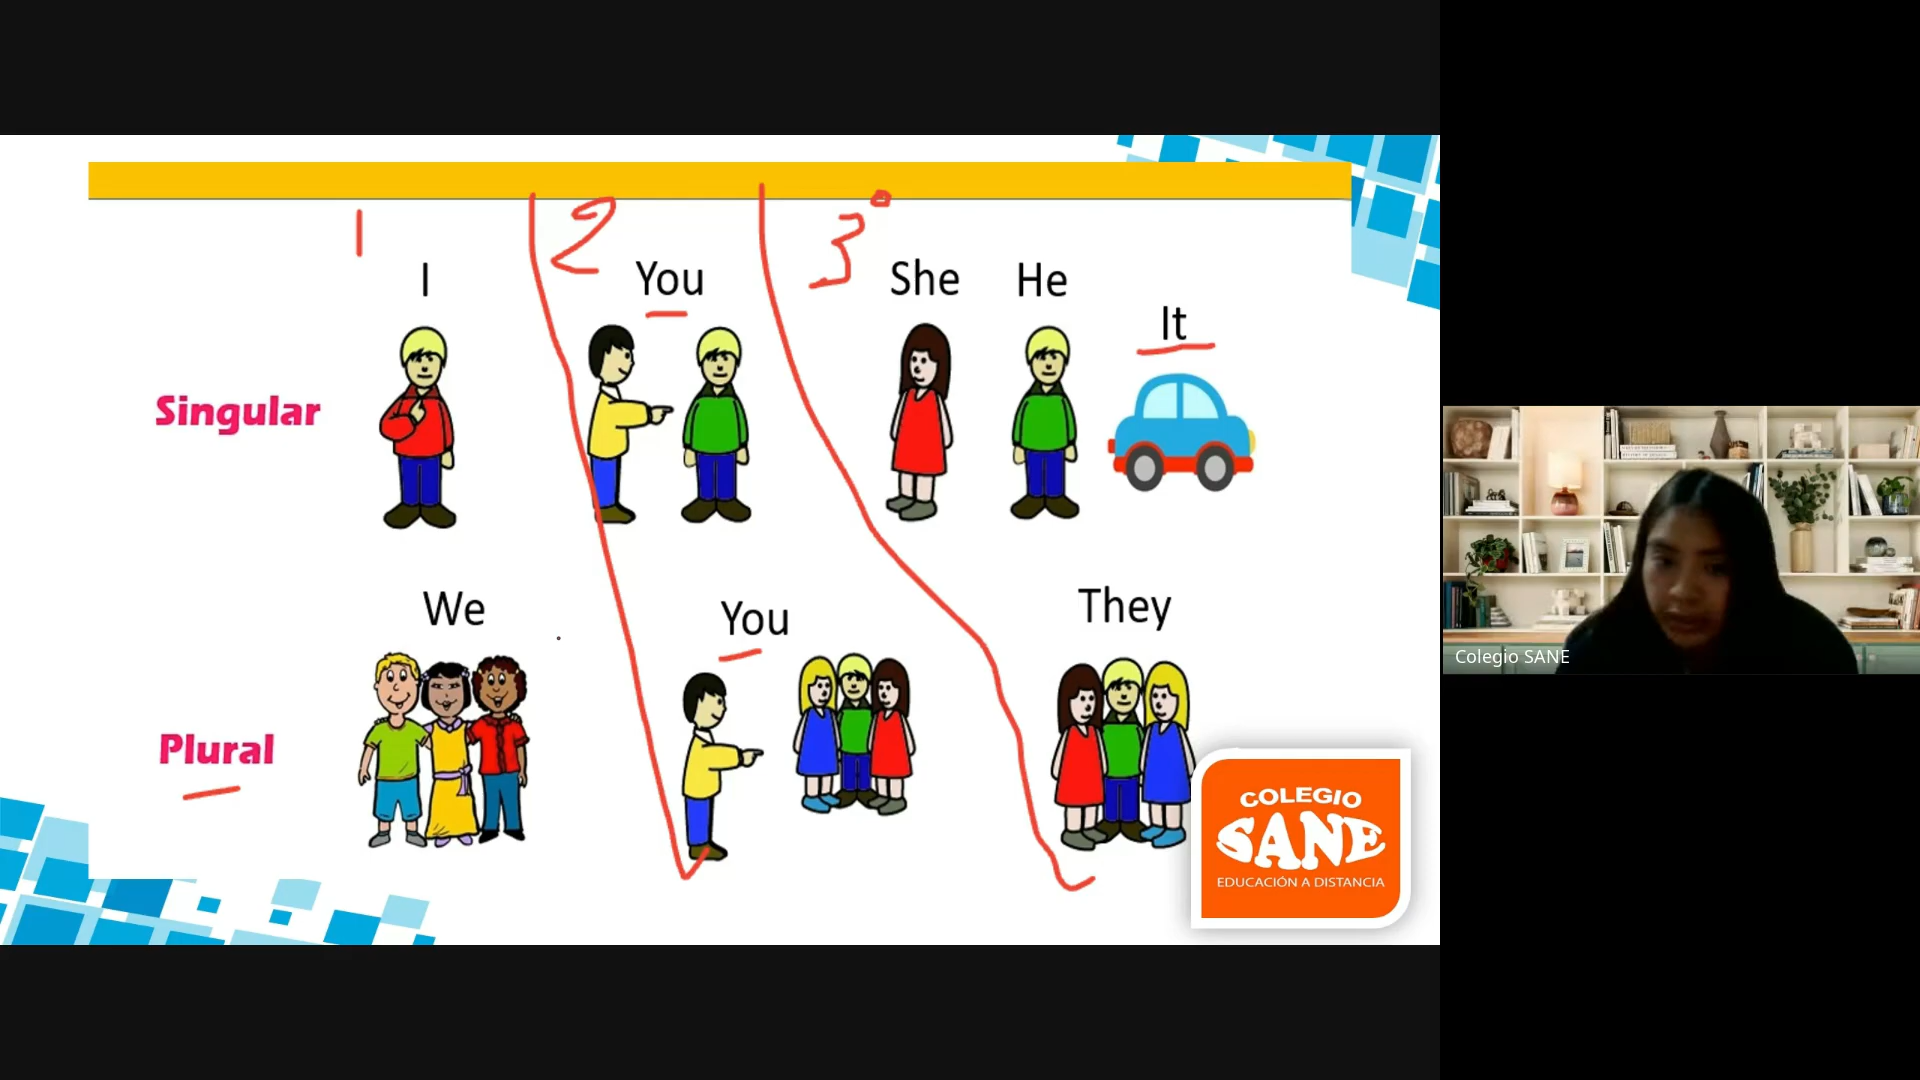 1 2 3°
I You She He
It
Singular
We You They
Plural
COLEGIO
SANE
EDUCACIÓN A DISTANCIA
Colegio SANE